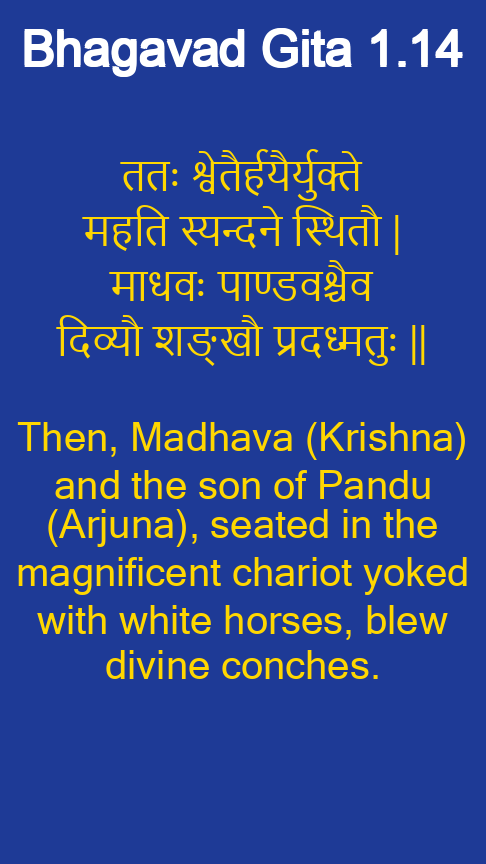 Bhagavad Gita 1.14
ततः श्वेतैर्हयैर्युक्ते
महति स्यन्दने स्थितौ |
माधवः पाण्डवश्चैव
दिव्यौ शङ्खौ प्रदध्मतुः ||
Then, Madhava (Krishna)
and the son of Pandu
(Arjuna), seated in the
magnificent chariot yoked
with white horses, blew
divine conches.